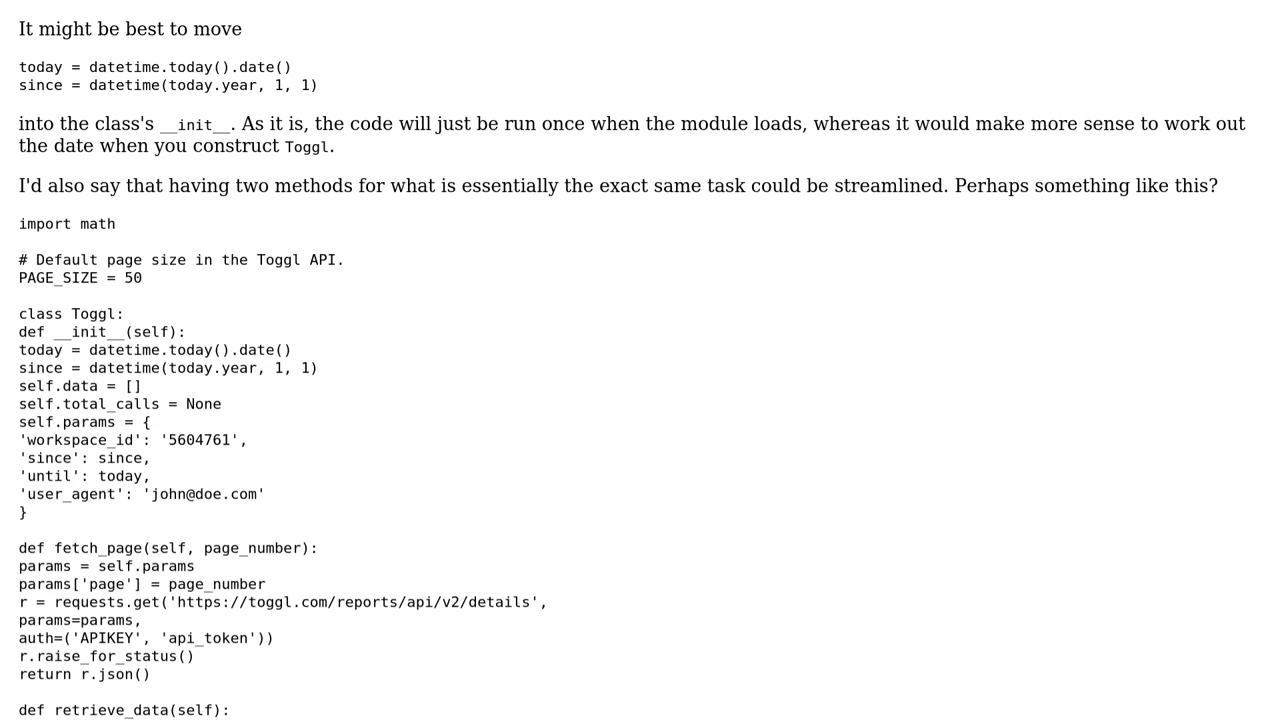 It might be best to move
today = datetime.today().date()
since = datetime(today.year, 1, 1)
into the class's __init__. As it is, the code will just be run once when the module loads, whereas it would make more sense to work out
the date when you construct Toggl.
I'd also say that having two methods for what is essentially the exact same task could be streamlined. Perhaps something like this?
import math
# Default page size in the Toggl API.
PAGE_SIZE = 50
class Toggl:
def __init__(self):
today = datetime.today().date()
since = datetime(today.year, 1, 1)
self.data = []
self.total_calls = None
self.params = {
'workspace_id': '5604761',
'since': since,
'until': today,
'user_agent': 'john@doe.com'
}
def fetch_page(self, page_number):
params = self.params
params['page'] = page_number
r = requests.get('https://toggl.com/reports/api/v2/details',
params=params,
auth=('APIKEY', 'api_token'))
r.raise_for_status()
return r.json()
def retrieve_data(self):